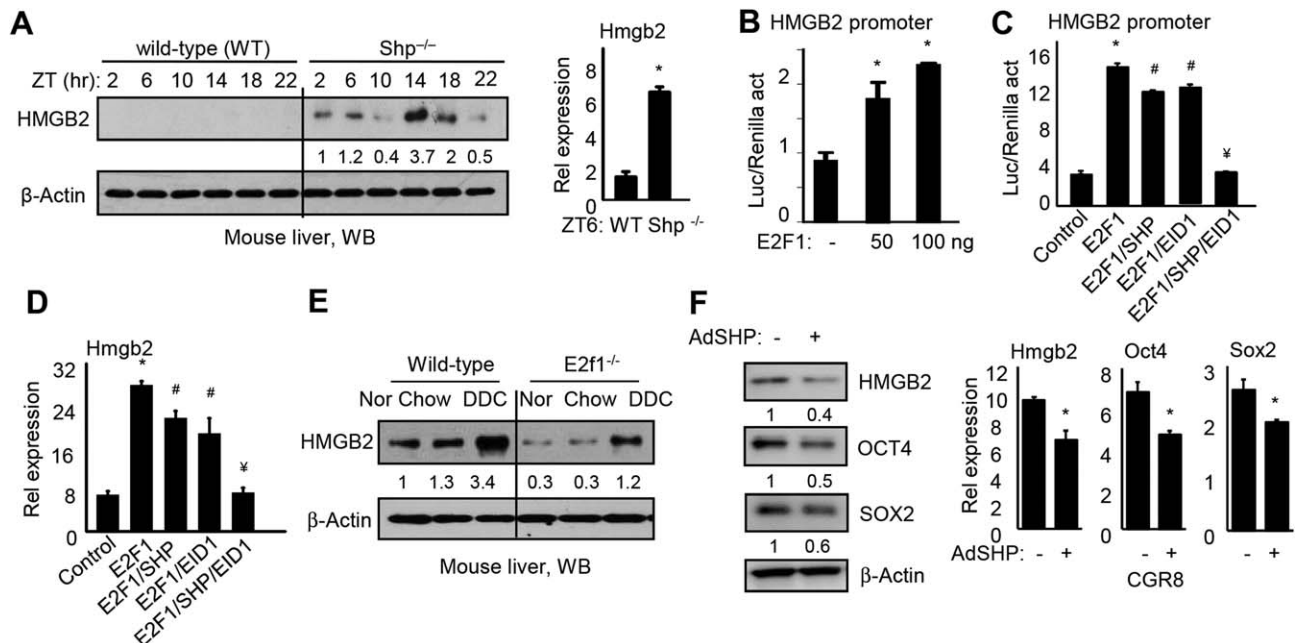 A
wild-type (WT) Shp–/–
ZT (hr) 2 6 10 14 18 22 2 6 10 14 18 22
HMGB2
1 1.2 0.4 3.7 2 0.5
β-Actin
Mouse liver, WB
Hmgb2
Rel expression
8
6
4
2
0
*
ZT6: WT Shp -/-
B
HMGB2 promoter
Luc/Renilla act
2
1
0
*
*
E2F1: - 50 100 ng
C
HMGB2 promoter
Luc/Renilla act
16
12
8
4
0
*
#
#
¥
Control
E2F1
E2F1/SHP
E2F1/EID1
E2F1/SHP/EID1
D
Hmgb2
Rel expression
32
24
16
8
0
*
#
#
¥
Control
E2F1
E2F1/SHP
E2F1/EID1
E2F1/SHP/EID1
E
Wild-type E2f1-/-
Nor Chow DDC Nor Chow DDC
HMGB2
1 1.3 3.4 0.3 0.3 1.2
β-Actin
Mouse liver, WB
F
AdSHP: - +
HMGB2
1 0.4
OCT4
1 0.5
SOX2
1 0.6
β-Actin
Hmgb2
Rel expression
12
10
8
6
4
2
0
*
AdSHP: - +
Oct4
8
6
4
2
0
*
- +
Sox2
3
2
1
0
*
- +
CGR8